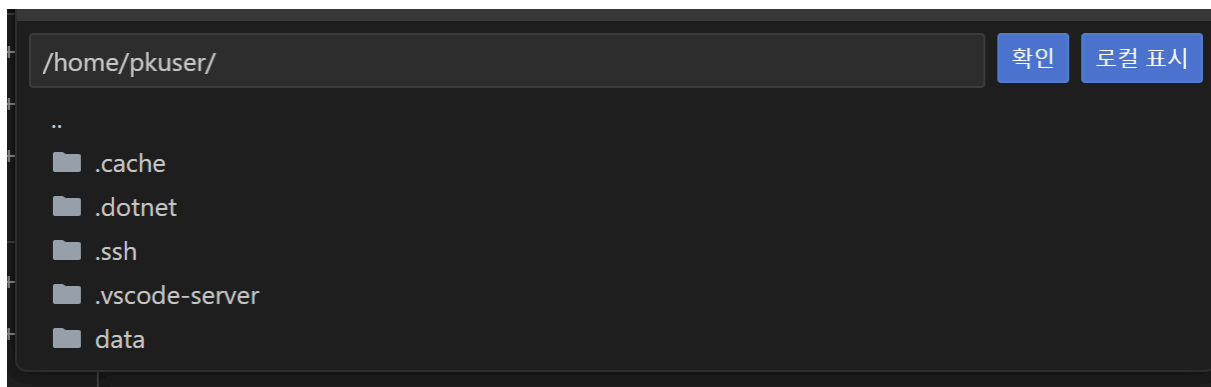 /home/pkuser/ 확인 로컬 표시
..
.cache
.dotnet
.ssh
.vscode-server
data